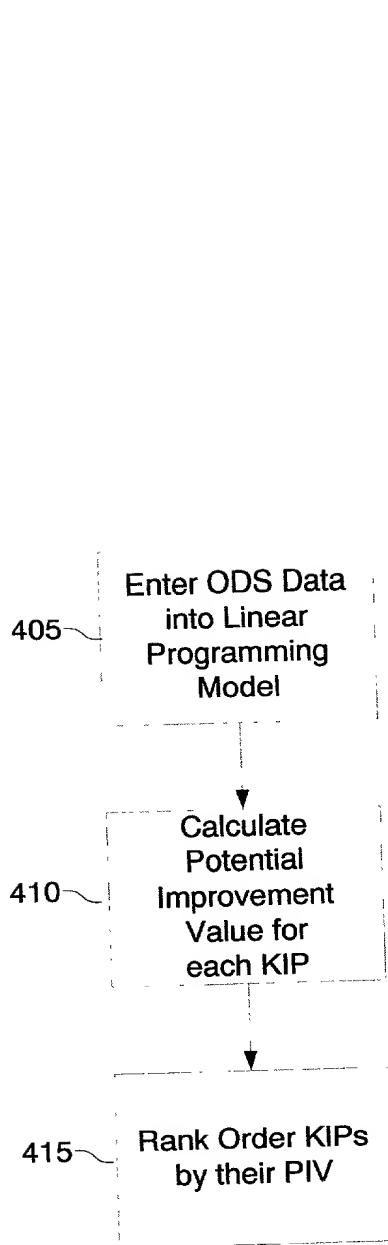 405
Enter ODS Data
into Linear
Programming
Model
410
Calculate
Potential
Improvement
Value for
each KIP
415
Rank Order KIPs
by their PIV